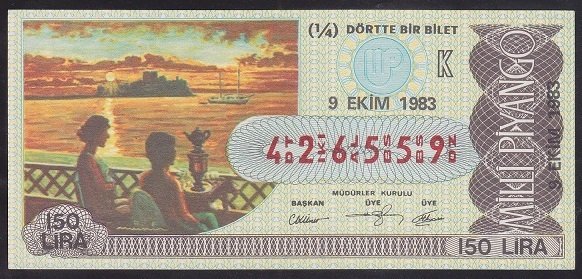 (¼) DÖRTTE BİR BİLET
MP
K
9 EKİM 1983
4 2 6 5 5 9
MÜDÜRLER KURULU
BAŞKAN ÜYE ÜYE
150
LİRA
150 LİRA
MİLLİ PİYANGO
9 EKİM 1983